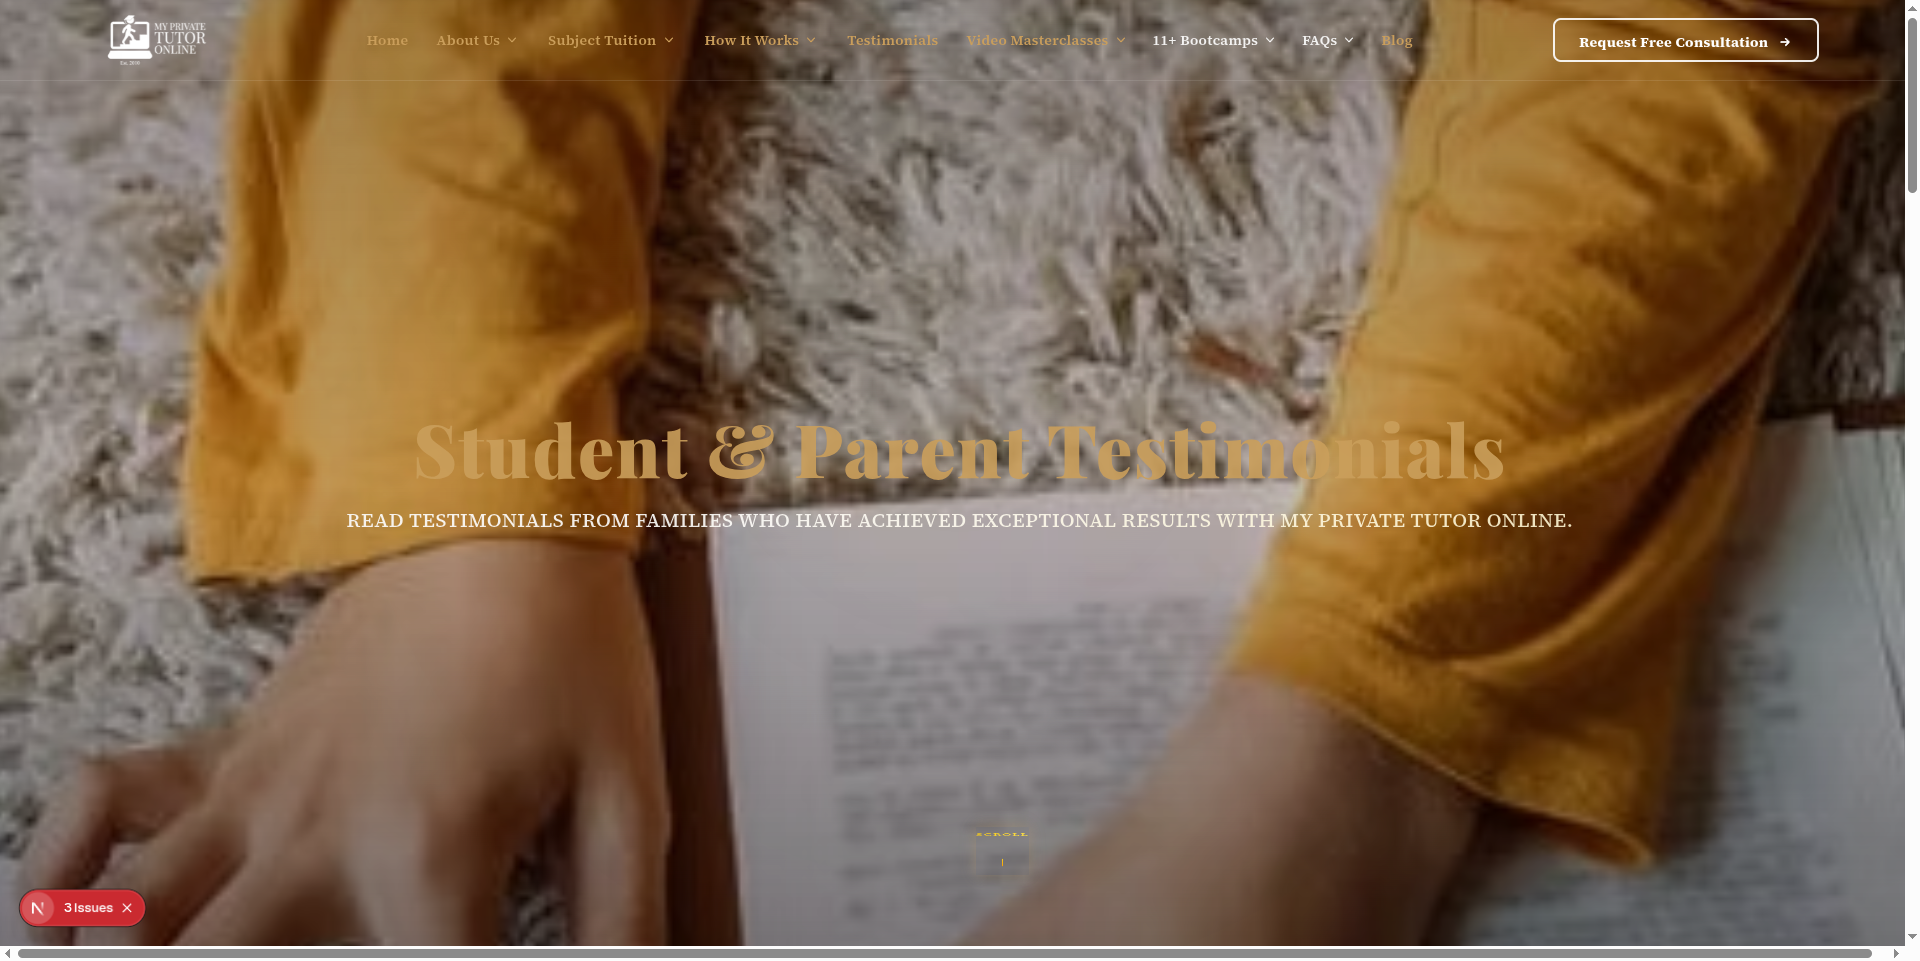 MY PRIVATE
TUTOR
ONLINE
Est. 2010
Home About Us Subject Tuition How It Works Testimonials Video Masterclasses 11+ Bootcamps FAQs Blog
Request Free Consultation →
Student & Parent Testimonials
READ TESTIMONIALS FROM FAMILIES WHO HAVE ACHIEVED EXCEPTIONAL RESULTS WITH MY PRIVATE TUTOR ONLINE.
SCROLL
N 3 Issues